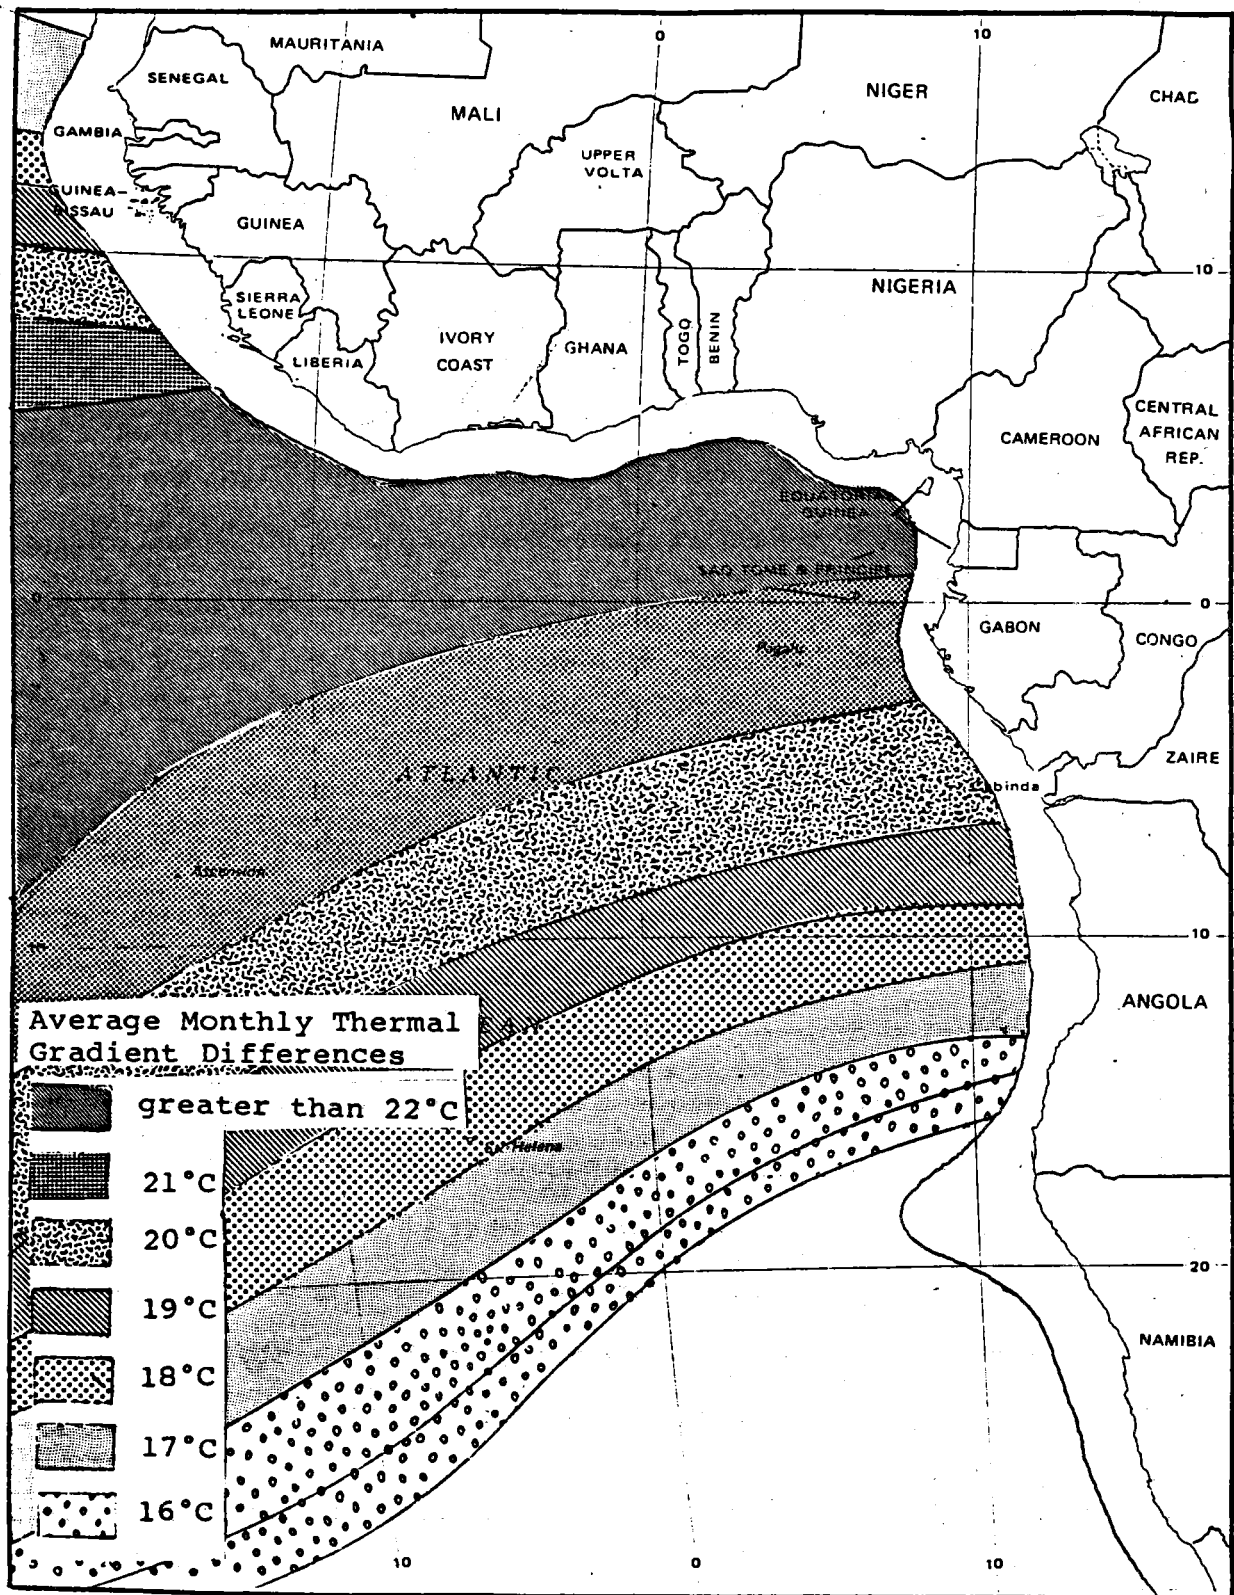 0
10
MAURITANIA
SENEGAL
MALI
NIGER
CHAD
GAMBIA
UPPER
VOLTA
GUINEA-
BISSAU
GUINEA
10
NIGERIA
SIERRA
LEONE
IVORY
COAST
GHANA
TOGO
BENIN
LIBERIA
CENTRAL
AFRICAN
REP.
CAMEROON
EQUATORIAL
GUINEA
SAO TOME & PRINCIPE
0
0
GABON
CONGO
Pagalu
ZAIRE
ATLANTIC
Cabinda
Ascension
10
10
ANGOLA
Average Monthly Thermal
Gradient Differences
greater than 22°C
St. Helena
21°C
20°C
20
19°C
NAMIBIA
18°C
17°C
16°C
10
0
10